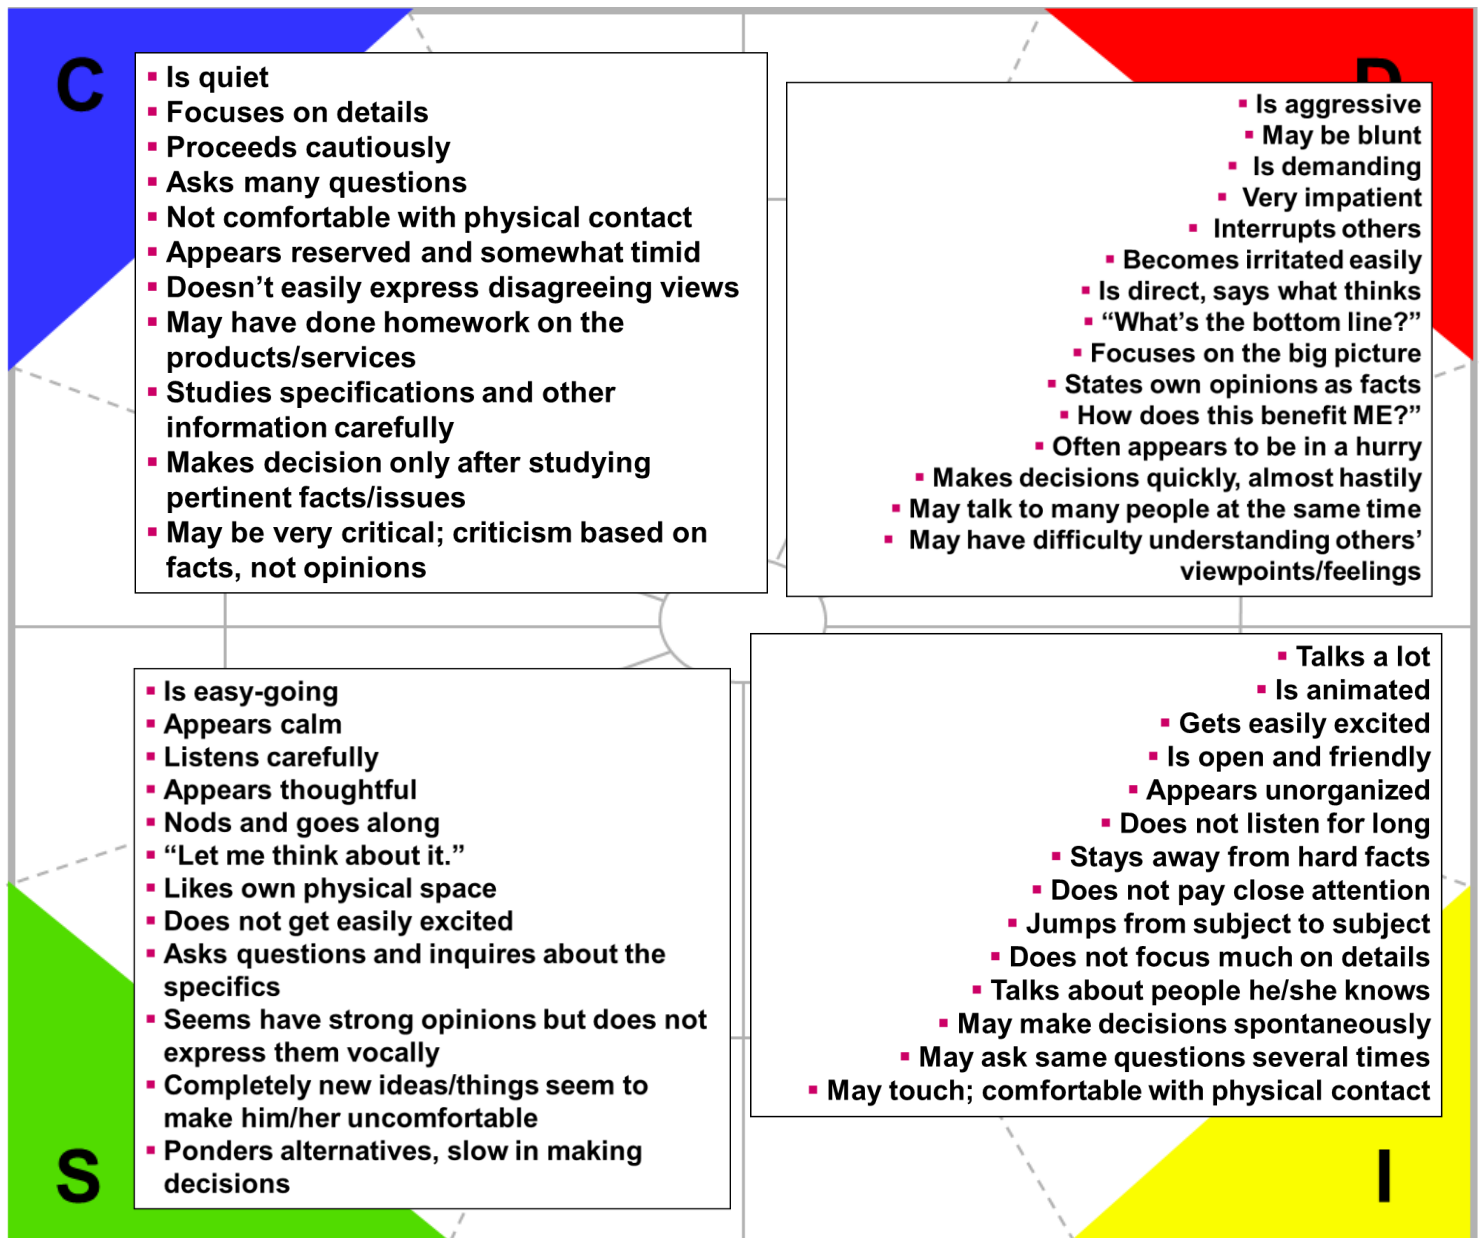 C
▪ Is quiet
▪ Focuses on details
▪ Proceeds cautiously
▪ Asks many questions
▪ Not comfortable with physical contact
▪ Appears reserved and somewhat timid
▪ Doesn’t easily express disagreeing views
▪ May have done homework on the
products/services
▪ Studies specifications and other
information carefully
▪ Makes decision only after studying
pertinent facts/issues
▪ May be very critical; criticism based on
facts, not opinions
D
▪ Is aggressive
▪ May be blunt
▪ Is demanding
▪ Very impatient
▪ Interrupts others
▪ Becomes irritated easily
▪ Is direct, says what thinks
▪ “What’s the bottom line?”
▪ Focuses on the big picture
▪ States own opinions as facts
▪ How does this benefit ME?”
▪ Often appears to be in a hurry
▪ Makes decisions quickly, almost hastily
▪ May talk to many people at the same time
▪ May have difficulty understanding others’
viewpoints/feelings
▪ Is easy-going
▪ Appears calm
▪ Listens carefully
▪ Appears thoughtful
▪ Nods and goes along
▪ “Let me think about it.”
▪ Likes own physical space
▪ Does not get easily excited
▪ Asks questions and inquires about the
specifics
▪ Seems have strong opinions but does not
express them vocally
▪ Completely new ideas/things seem to
make him/her uncomfortable
▪ Ponders alternatives, slow in making
decisions
S
▪ Talks a lot
▪ Is animated
▪ Gets easily excited
▪ Is open and friendly
▪ Appears unorganized
▪ Does not listen for long
▪ Stays away from hard facts
▪ Does not pay close attention
▪ Jumps from subject to subject
▪ Does not focus much on details
▪ Talks about people he/she knows
▪ May make decisions spontaneously
▪ May ask same questions several times
▪ May touch; comfortable with physical contact
I